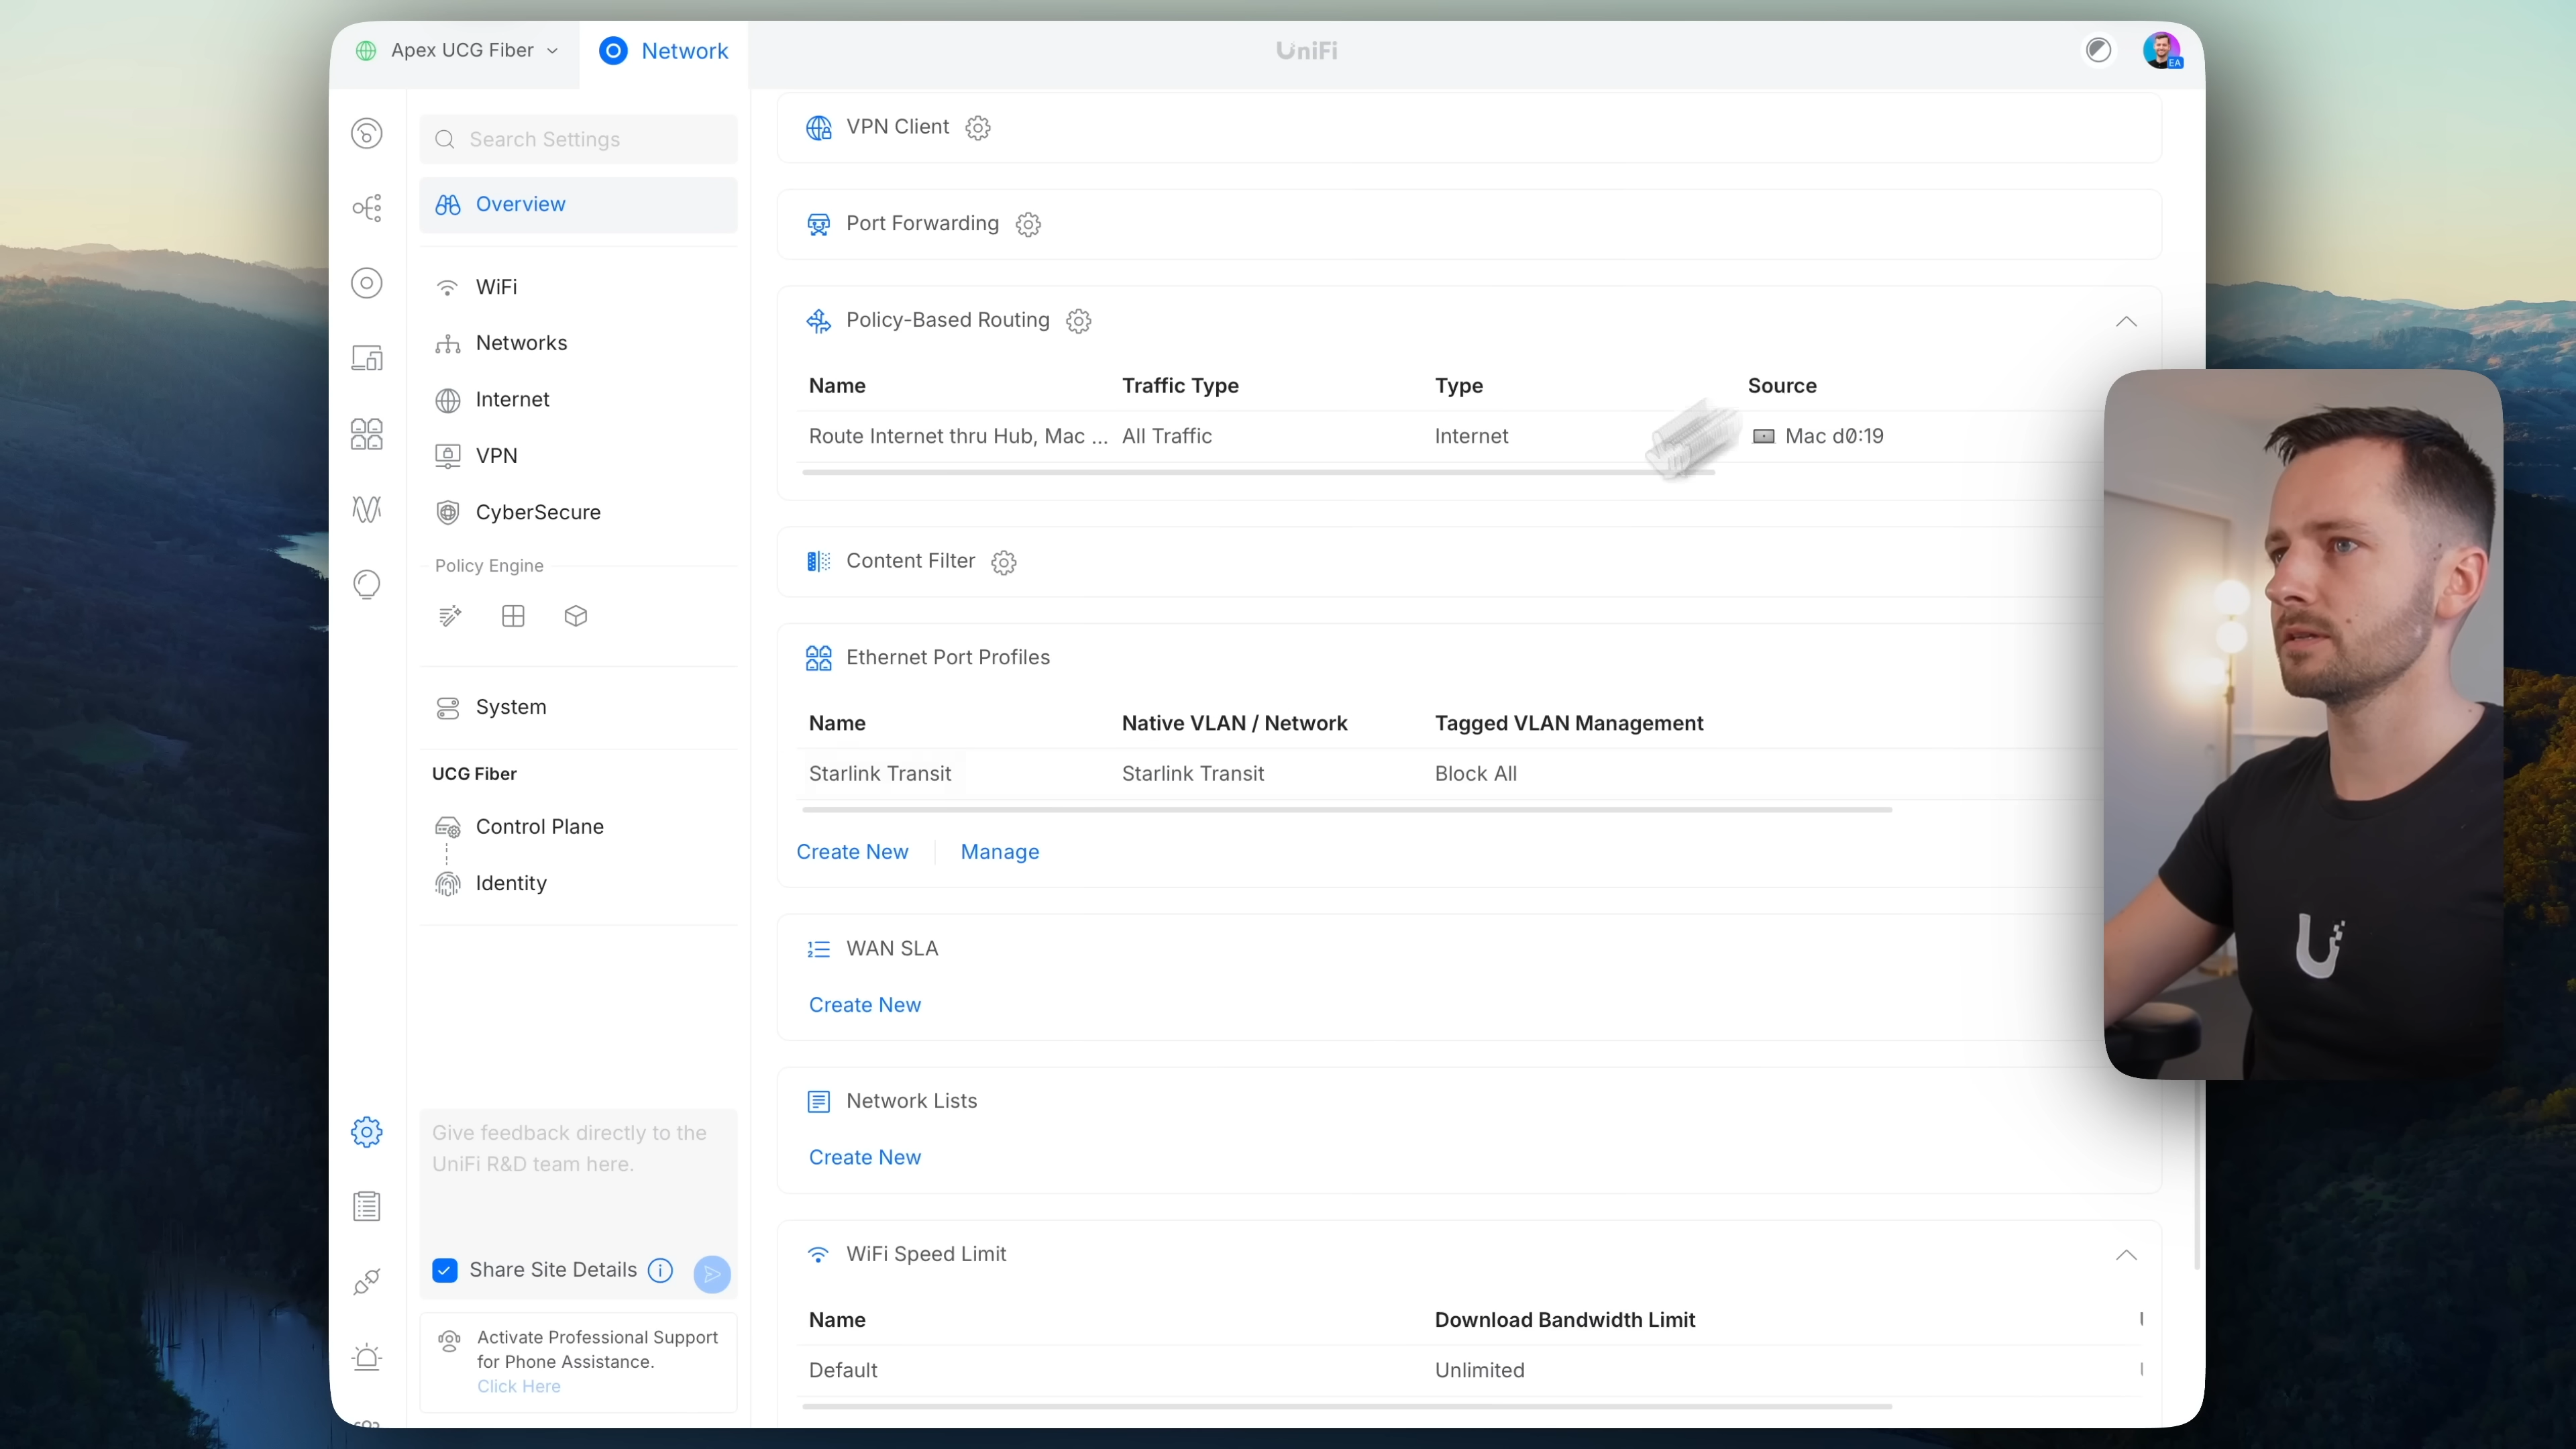 Apex UCG Fiber
Network
UniFi
EA
Search Settings
Overview
WiFi
Networks
Internet
VPN
CyberSecure
Policy Engine
System
UCG Fiber
Control Plane
Identity
Give feedback directly to the
UniFi R&D team here.
Share Site Details
Activate Professional Support
for Phone Assistance.
Click Here
VPN Client
Port Forwarding
Policy-Based Routing
Name Traffic Type Type Source
Route Internet thru Hub, Mac ... All Traffic Internet Mac d0:19
Content Filter
Ethernet Port Profiles
Name Native VLAN / Network Tagged VLAN Management
Starlink Transit Starlink Transit Block All
Create New Manage
WAN SLA
Create New
Network Lists
Create New
WiFi Speed Limit
Name Download Bandwidth Limit
Default Unlimited
U